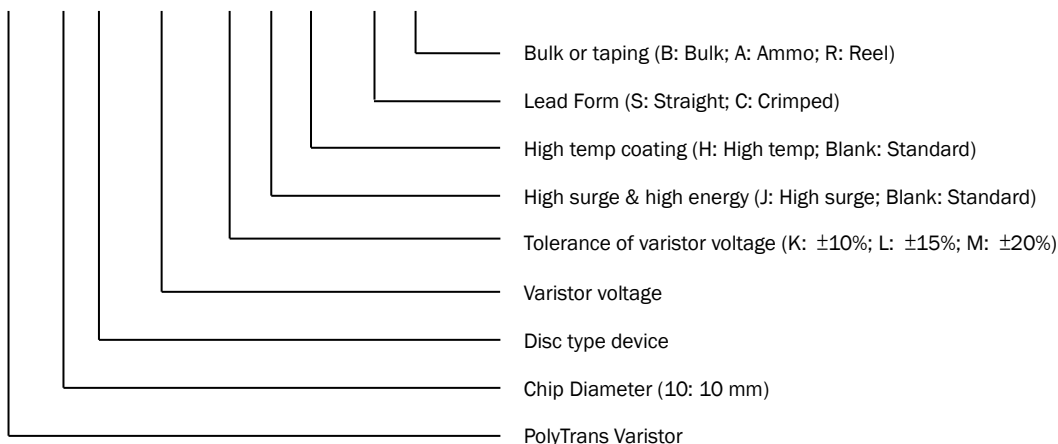 Bulk or taping (B: Bulk; A: Ammo; R: Reel)
Lead Form (S: Straight; C: Crimped)
High temp coating (H: High temp; Blank: Standard)
High surge & high energy (J: High surge; Blank: Standard)
Tolerance of varistor voltage (K: ±10%; L: ±15%; M: ±20%)
Varistor voltage
Disc type device
Chip Diameter (10: 10 mm)
PolyTrans Varistor